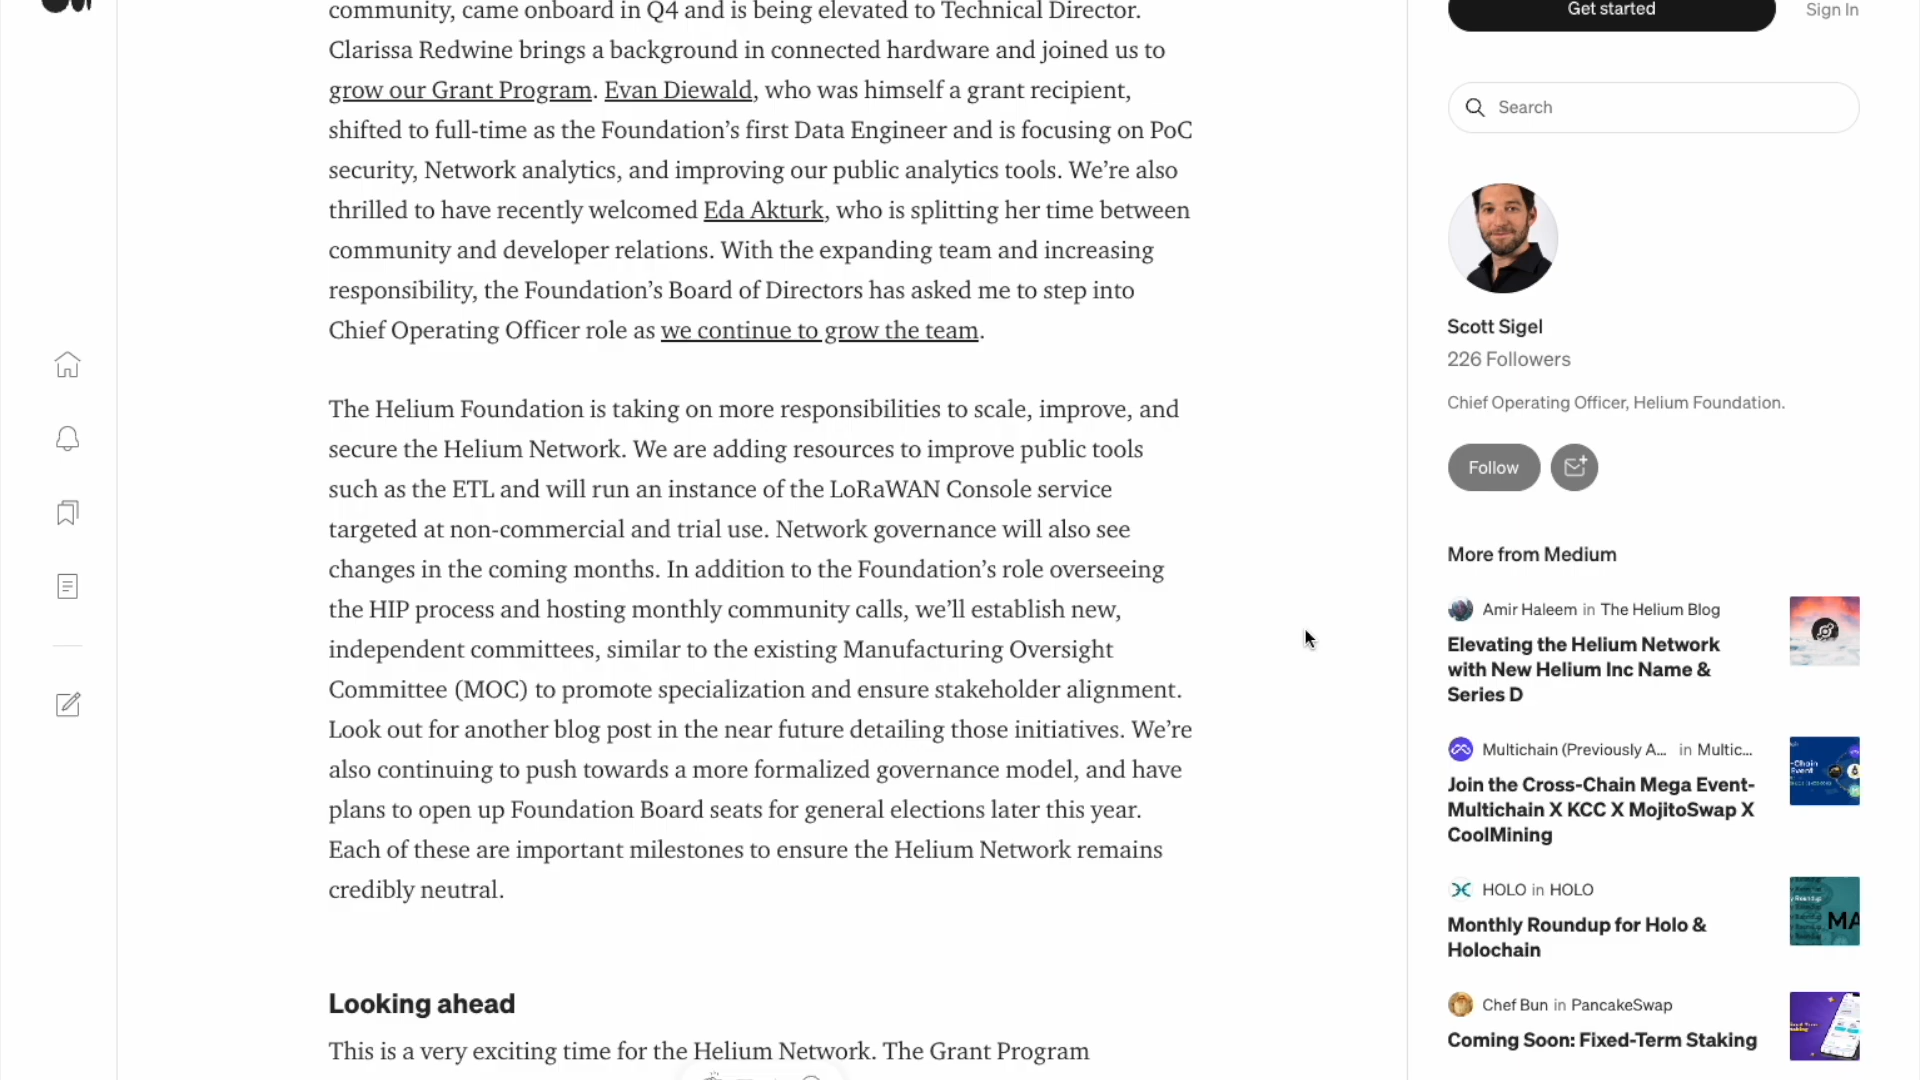 community, came onboard in Q4 and is being elevated to Technical Director.
Clarissa Redwine brings a background in connected hardware and joined us to
grow our Grant Program. Evan Diewald, who was himself a grant recipient,
shifted to full-time as the Foundation’s first Data Engineer and is focusing on PoC
security, Network analytics, and improving our public analytics tools. We’re also
thrilled to have recently welcomed Eda Akturk, who is splitting her time between
community and developer relations. With the expanding team and increasing
responsibility, the Foundation’s Board of Directors has asked me to step into
Chief Operating Officer role as we continue to grow the team.
The Helium Foundation is taking on more responsibilities to scale, improve, and
secure the Helium Network. We are adding resources to improve public tools
such as the ETL and will run an instance of the LoRaWAN Console service
targeted at non-commercial and trial use. Network governance will also see
changes in the coming months. In addition to the Foundation’s role overseeing
the HIP process and hosting monthly community calls, we’ll establish new,
independent committees, similar to the existing Manufacturing Oversight
Committee (MOC) to promote specialization and ensure stakeholder alignment.
Look out for another blog post in the near future detailing those initiatives. We’re
also continuing to push towards a more formalized governance model, and have
plans to open up Foundation Board seats for general elections later this year.
Each of these are important milestones to ensure the Helium Network remains
credibly neutral.
Looking ahead
This is a very exciting time for the Helium Network. The Grant Program
Get started
Sign In
Search
Scott Sigel
226 Followers
Chief Operating Officer, Helium Foundation.
Follow
More from Medium
Amir Haleem in The Helium Blog
Elevating the Helium Network
with New Helium Inc Name &
Series D
Multichain (Previously A... in Multic...
Join the Cross-Chain Mega Event-
Multichain X KCC X MojitoSwap X
CoolMining
HOLO in HOLO
Monthly Roundup for Holo &
Holochain
MA
Chef Bun in PancakeSwap
Coming Soon: Fixed-Term Staking